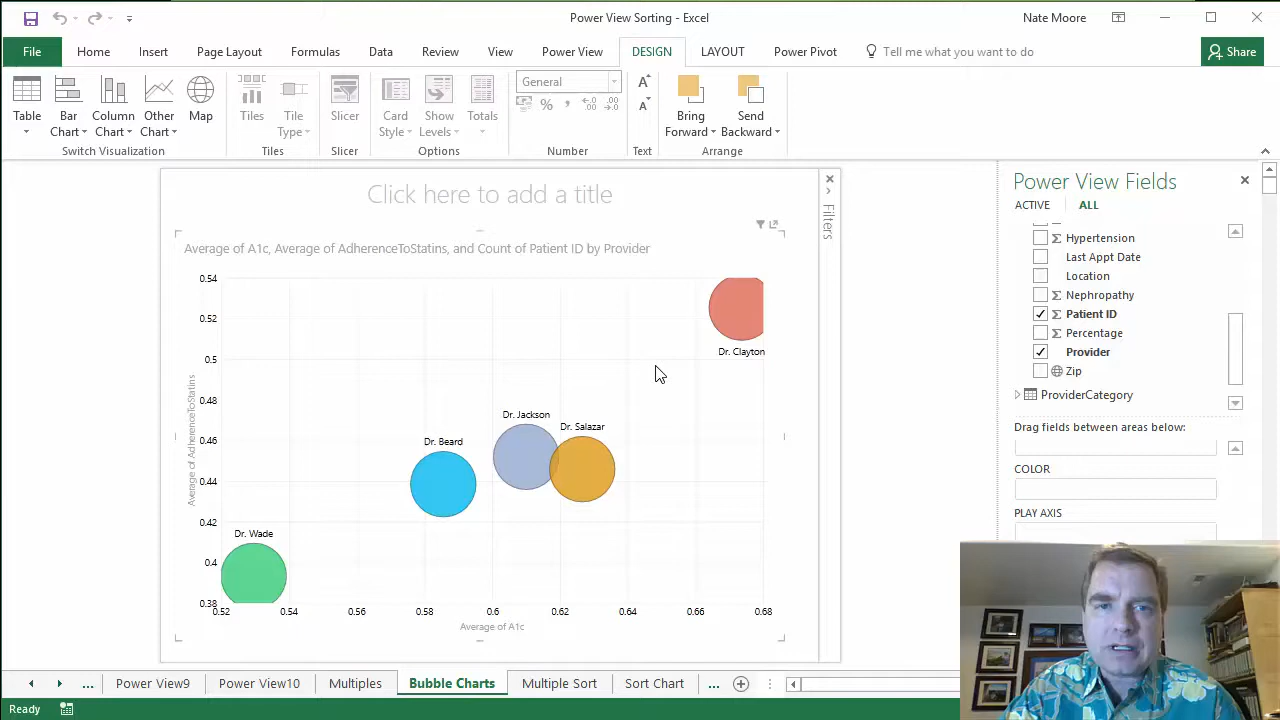 Power View Sorting - Excel
Nate Moore
File
Home
Insert
Page Layout
Formulas
Data
Review
View
Power View
DESIGN
LAYOUT
Power Pivot
Tell me what you want to do
Share
Table
Bar Chart
Column Chart
Other Chart
Map
Switch Visualization
Tiles
Tile Type
Tiles
Slicer
Slicer
Card Style
Show Levels
Totals
Options
General
Number
Text
Bring Forward
Send Backward
Arrange
Click here to add a title
Filters
Average of A1c, Average of AdherenceToStatins, and Count of Patient ID by Provider
0.54
0.52
0.5
0.48
0.46
0.44
0.42
0.4
0.38
Average of AdherenceToStatins
Dr. Clayton
Dr. Jackson
Dr. Salazar
Dr. Beard
Dr. Wade
0.52
0.54
0.56
0.58
0.6
0.62
0.64
0.66
0.68
Average of A1c
Power View Fields
ACTIVE
ALL
Σ Hypertension
Last Appt Date
Location
Σ Nephropathy
Σ Patient ID
Σ Percentage
Provider
Zip
ProviderCategory
Drag fields between areas below:
COLOR
PLAY AXIS
...
Power View9
Power View10
Multiples
Bubble Charts
Multiple Sort
Sort Chart
...
Ready